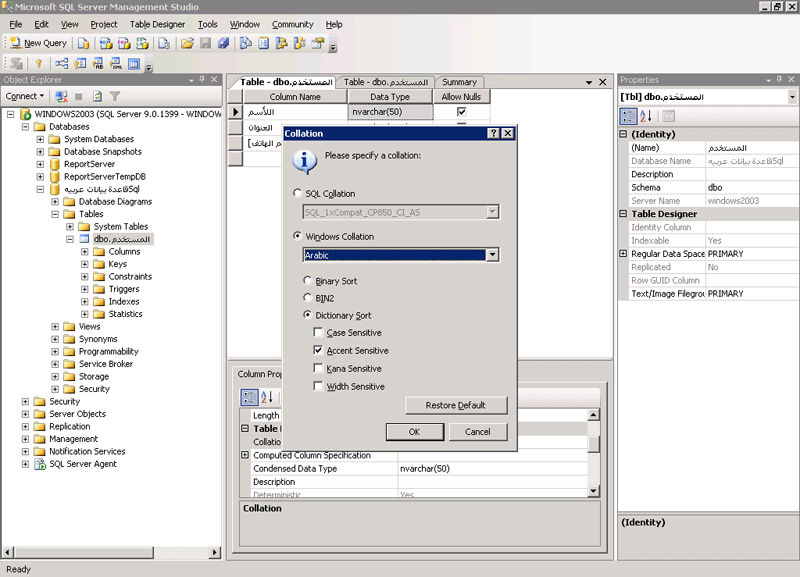 Microsoft SQL Server Management Studio
File Edit View Project Table Designer Tools Window Community Help
New Query
Object Explorer
Connect
WINDOWS2003 (SQL Server 9.0.1399 - WINDOW
Databases
System Databases
Database Snapshots
ReportServer
ReportServerTempDB
قاعدة بيانات عربيه Sql
Database Diagrams
Tables
System Tables
dbo.المستخدم
Columns
Keys
Constraints
Triggers
Indexes
Statistics
Views
Synonyms
Programmability
Service Broker
Storage
Security
Security
Server Objects
Replication
Management
Notification Services
SQL Server Agent
Table - dbo.المستخدم Table - dbo.المستخدم Summary
Column Name Data Type Allow Nulls
اللأسم nvarchar(50)
العنوان
م الهاتف]
Collation
Please specify a collation:
SQL Collation
SQL_1xCompat_CP850_CI_AS
Windows Collation
Arabic
Binary Sort
BIN2
Dictionary Sort
Case Sensitive
Accent Sensitive
Kana Sensitive
Width Sensitive
Restore Default
OK Cancel
Column Prop
Length
Table
Collatio
Computed Column Specification
Condensed Data Type nvarchar(50)
Description
Deterministic Yes
Collation
Properties
[Tbl] dbo.المستخدم
(Identity)
(Name) المستخدم
Database Name قاعدة بيانات عربيه
Description
Schema dbo
Server Name windows2003
Table Designer
Identity Column
Indexable Yes
Regular Data Space PRIMARY
Replicated No
Row GUID Column
Text/Image Filegrou PRIMARY
(Identity)
Ready